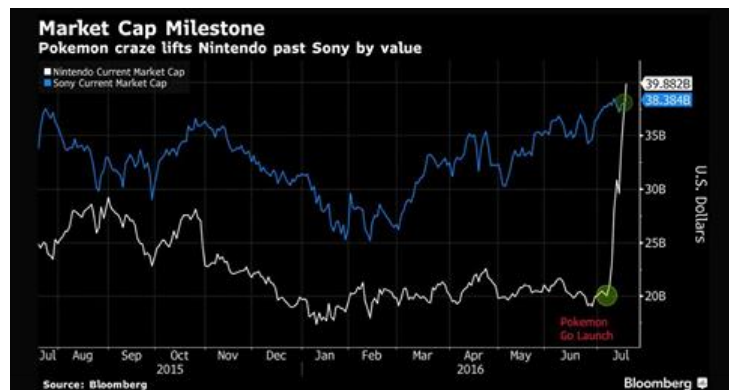 Market Cap Milestone
Pokemon craze lifts Nintendo past Sony by value
Nintendo Current Market Cap
Sony Current Market Cap
39.882B
38.384B
35B
30B
25B
20B
U.S. Dollars
Pokemon
Go Launch
Jul Aug Sep Oct Nov Dec Jan Feb Mar Apr May Jun Jul
2015 2016
Source: Bloomberg
Bloomberg